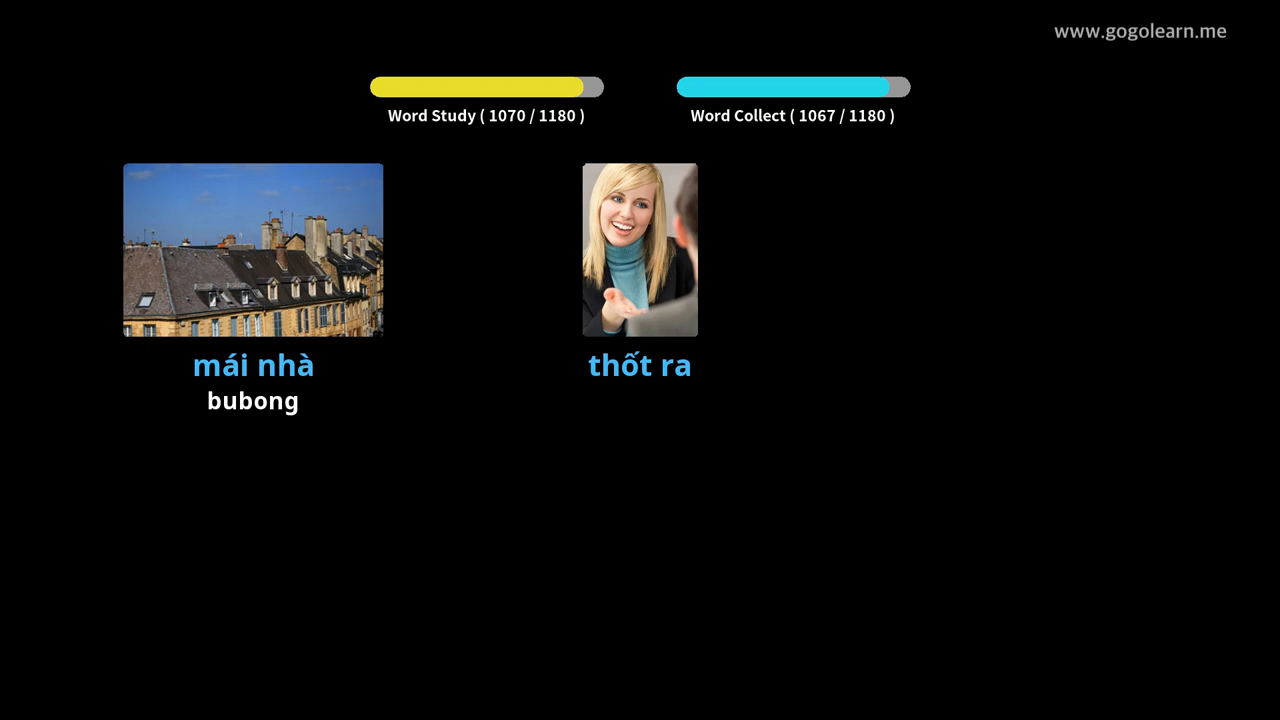 www.gogolearn.me
Word Study ( 1070 / 1180 )
Word Collect ( 1067 / 1180 )
mái nhà
bubong
thốt ra